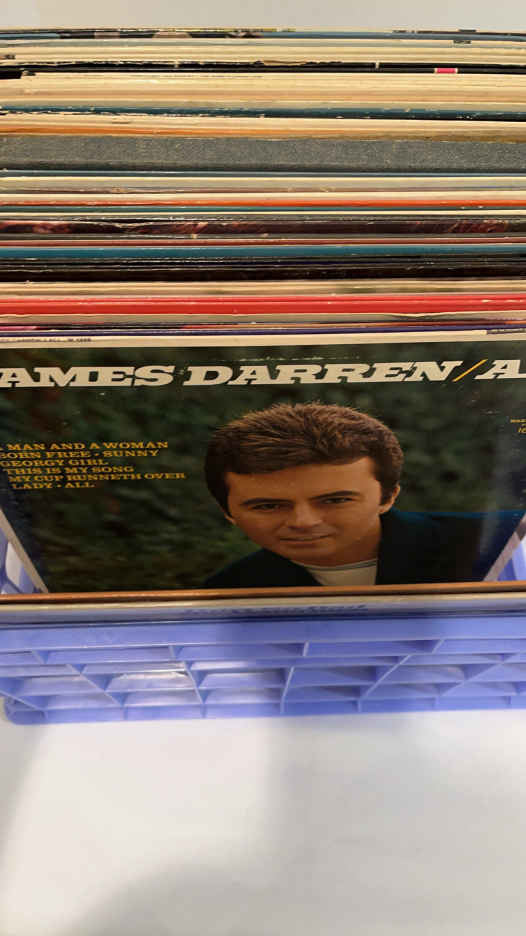 AMES DARREN/A
MAN AND A WOMAN
BORN FREE · SUNNY
GEORGY GIRL
THIS IS MY SONG
MY CUP RUNNETH OVER
LADY · ALL